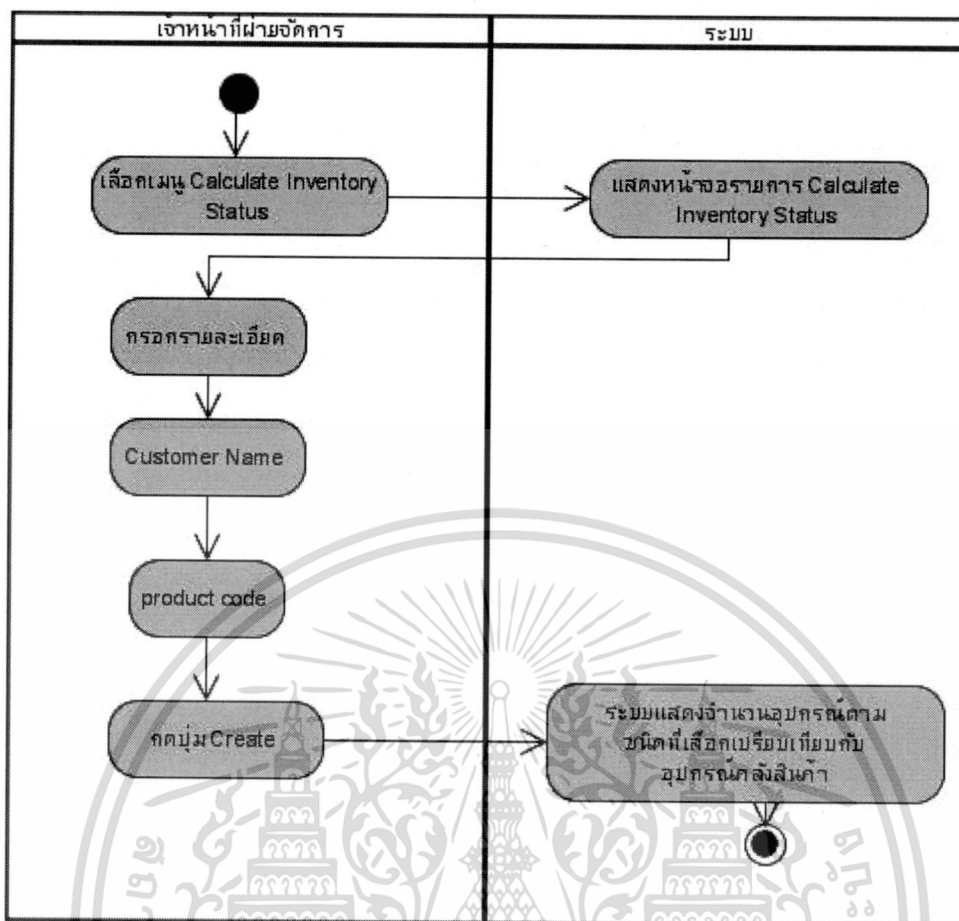 เจ้าหน้าที่ฝ่ายจัดการ
ระบบ
เลือกเมนู Calculate Inventory
Status
แสดงหน้าจอรายการ Calculate
Inventory Status
กรอกรายละเอียด
Customer Name
product code
กดปุ่ม Create
ระบบแสดงจำนวนอุปกรณ์ตาม
ชนิดที่เลือกเปรียบเทียบกับ
อุปกรณ์คลังสินค้า